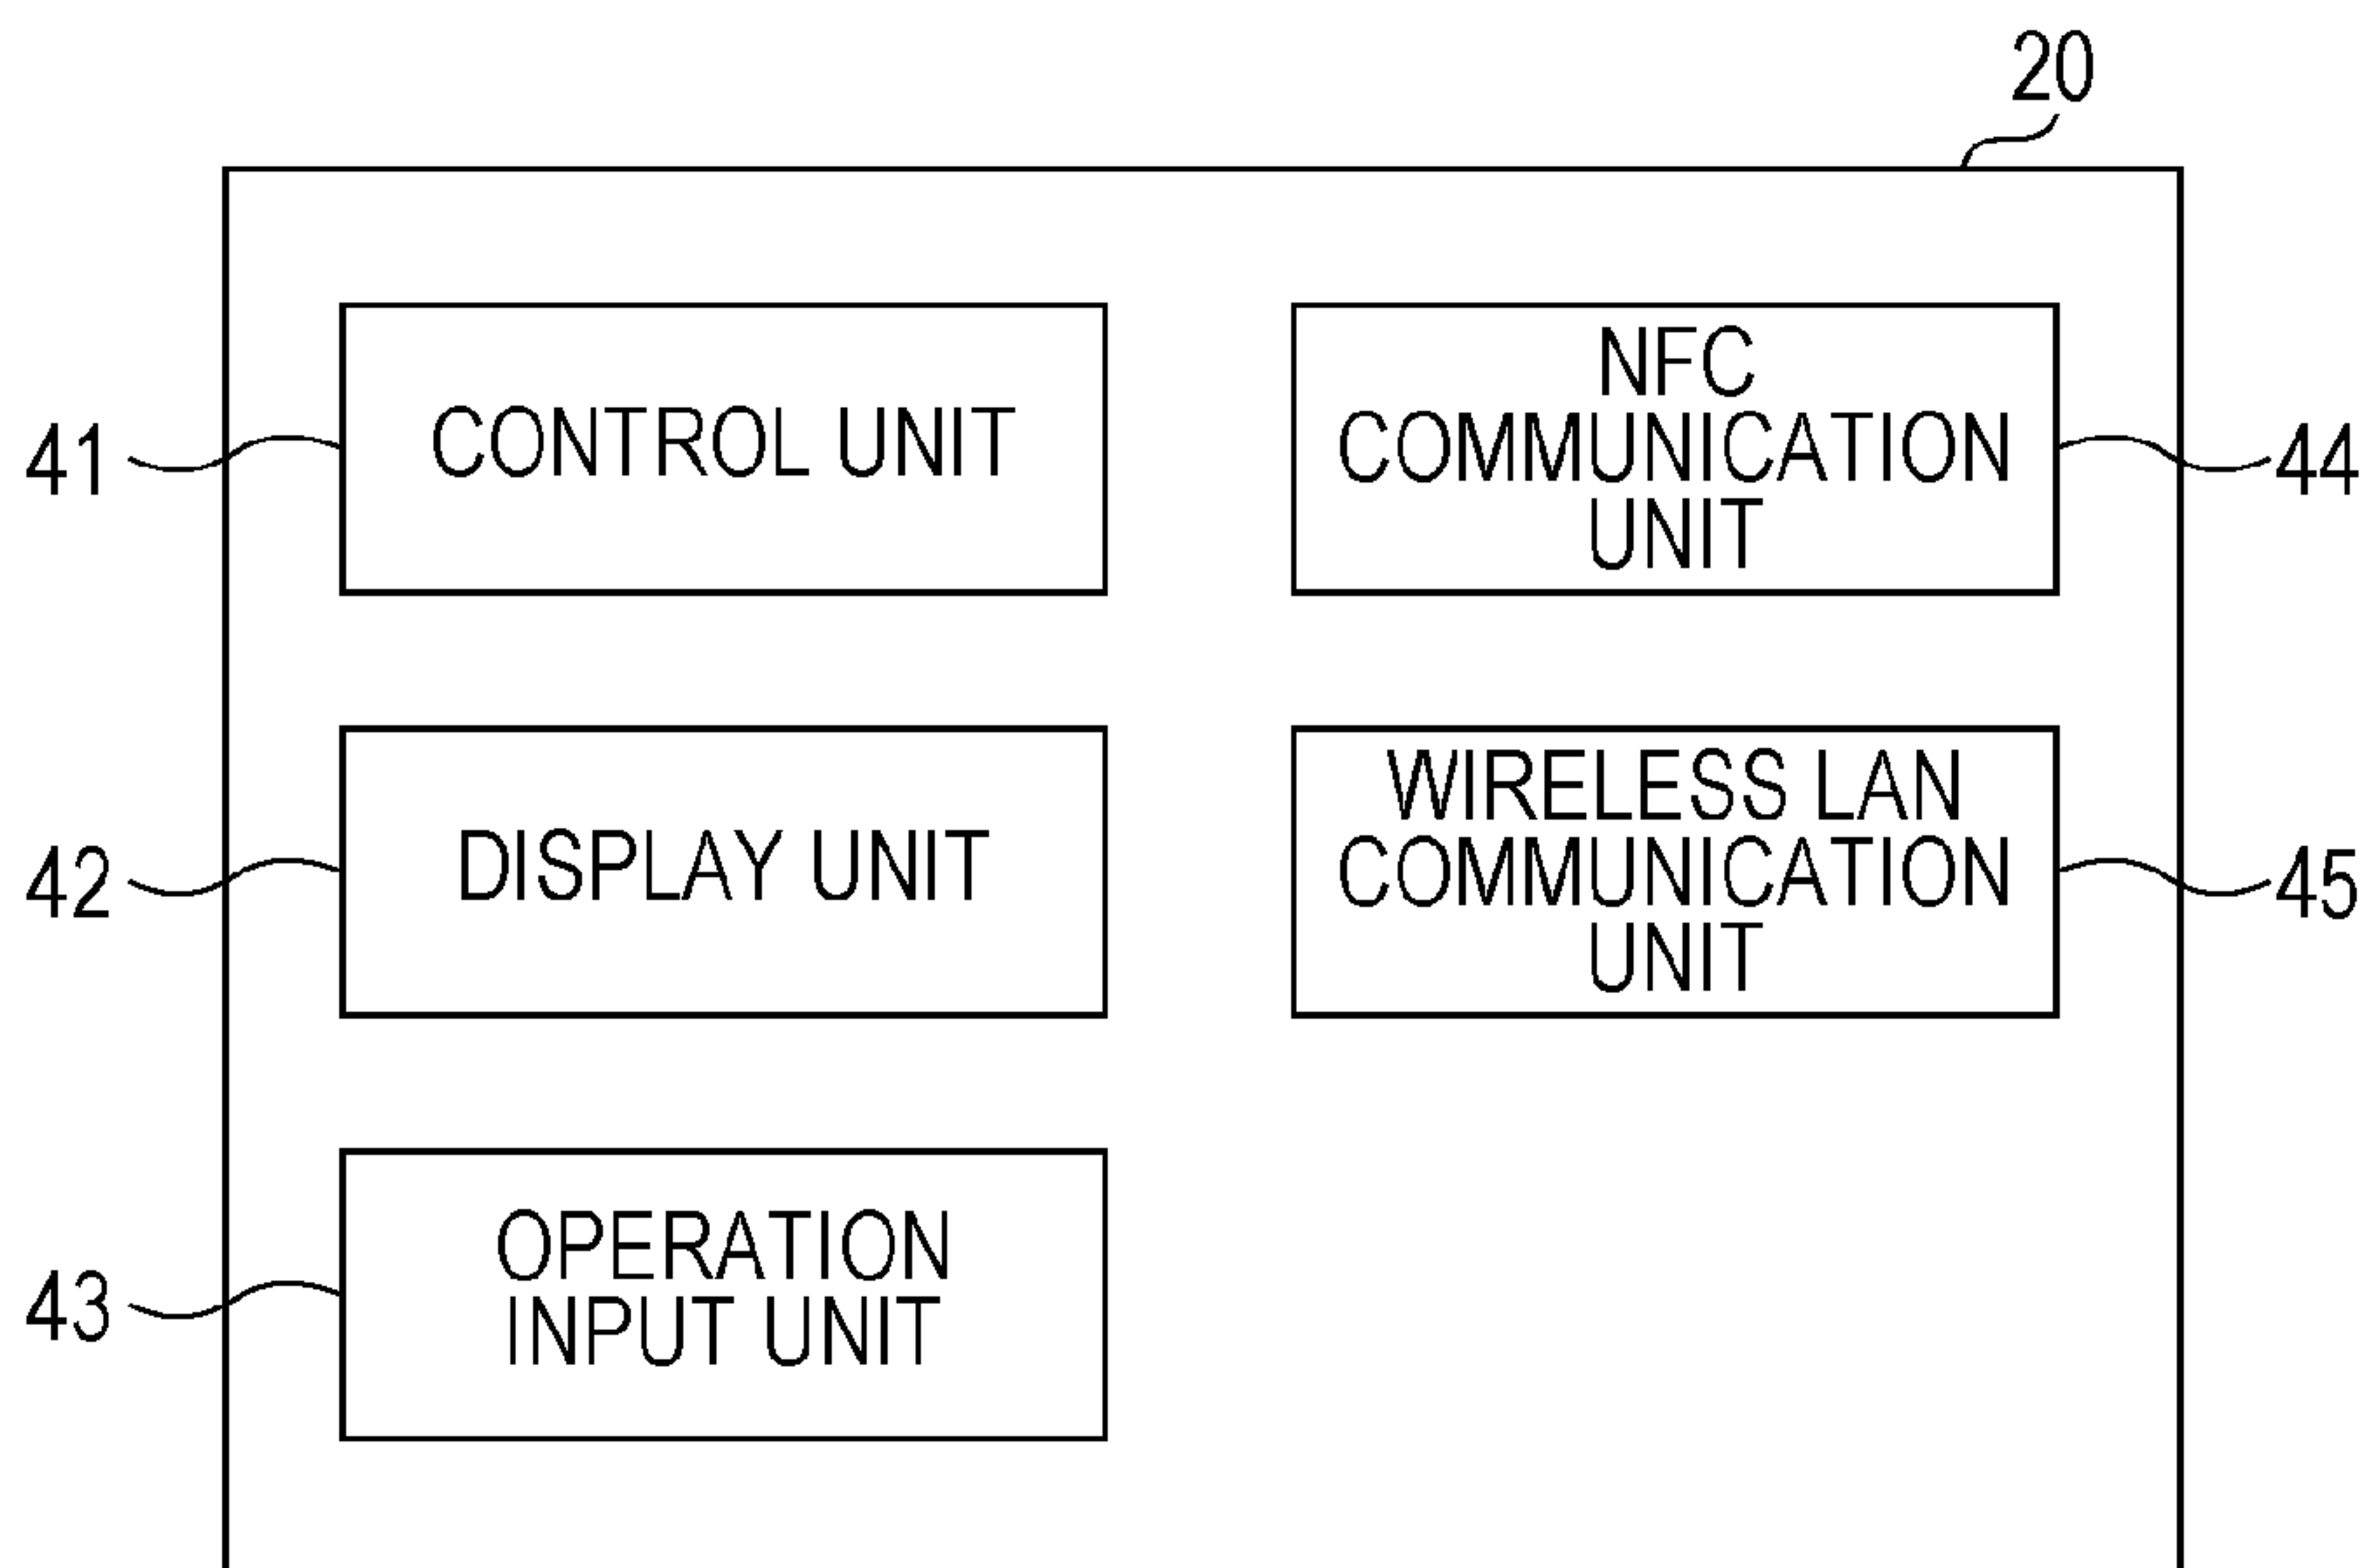 20
41
CONTROL UNIT
NFC
COMMUNICATION
UNIT
44
42
DISPLAY UNIT
WIRELESS LAN
COMMUNICATION
UNIT
45
43
OPERATION
INPUT UNIT